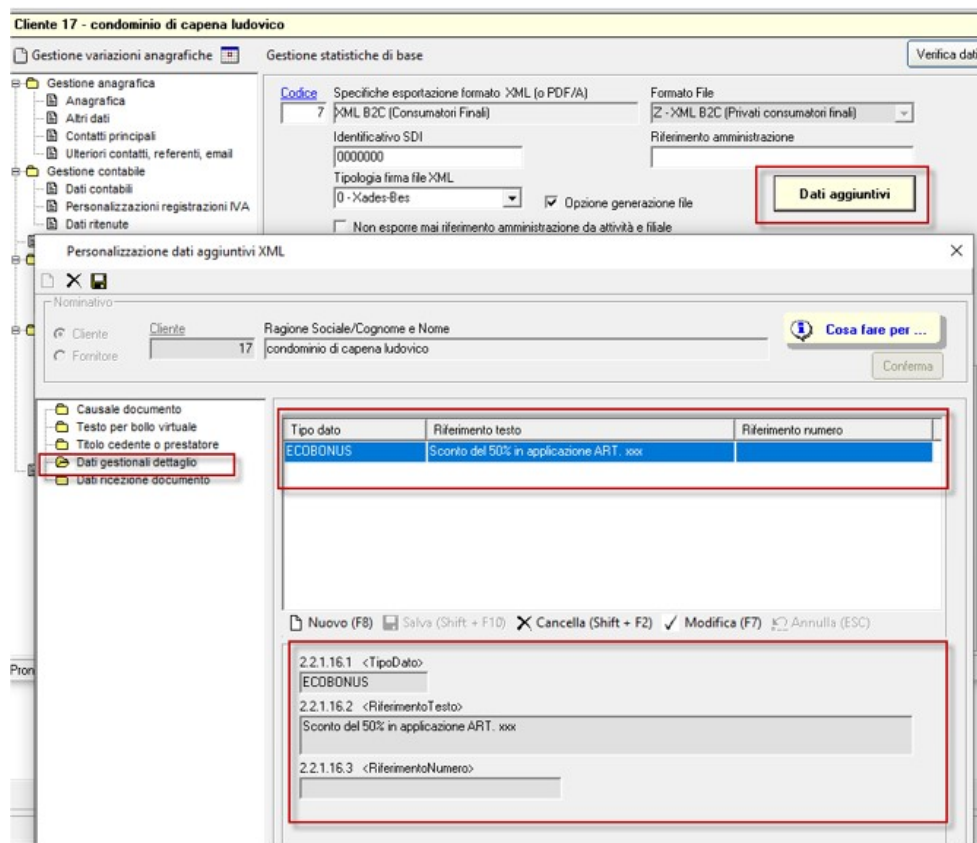 Cliente 17 - condominio di capena ludovico
Gestione variazioni anagrafiche
Gestione statistiche di base
Verifica dati
Gestione anagrafica
Anagrafica
Altri dati
Contatti principali
Ulteriori contatti, referenti, email
Gestione contabile
Dati contabili
Personalizzazioni registrazioni IVA
Dati ritenute
Codice
Specifiche esportazione formato XML (o PDF/A)
Formato File
7
XML B2C (Consumatori Finali)
Z - XML B2C (Privati consumatori finali)
Identificativo SDI
Riferimento amministrazione
0000000
Tipologia firma file XML
0 - Xades-Bes
Opzione generazione file
Dati aggiuntivi
Non esporre mai riferimento amministrazione da attività e filiale
Personalizzazione dati aggiuntivi XML
Nominativo
Cliente
Fornitore
Cliente
17
Ragione Sociale/Cognome e Nome
condominio di capena ludovico
Cosa fare per ...
Conferma
Causale documento
Testo per bollo virtuale
Titolo cedente o prestatore
Dati gestionali dettaglio
Dati ricezione documento
Tipo dato
Riferimento testo
Riferimento numero
ECOBONUS
Sconto del 50% in applicazione ART. xxx
Nuovo (F8)
Salva (Shift + F10)
Cancella (Shift + F2)
Modifica (F7)
Annulla (ESC)
2.2.1.16.1 <TipoDato>
ECOBONUS
2.2.1.16.2 <RiferimentoTesto>
Sconto del 50% in applicazione ART. xxx
2.2.1.16.3 <RiferimentoNumero>
Pron